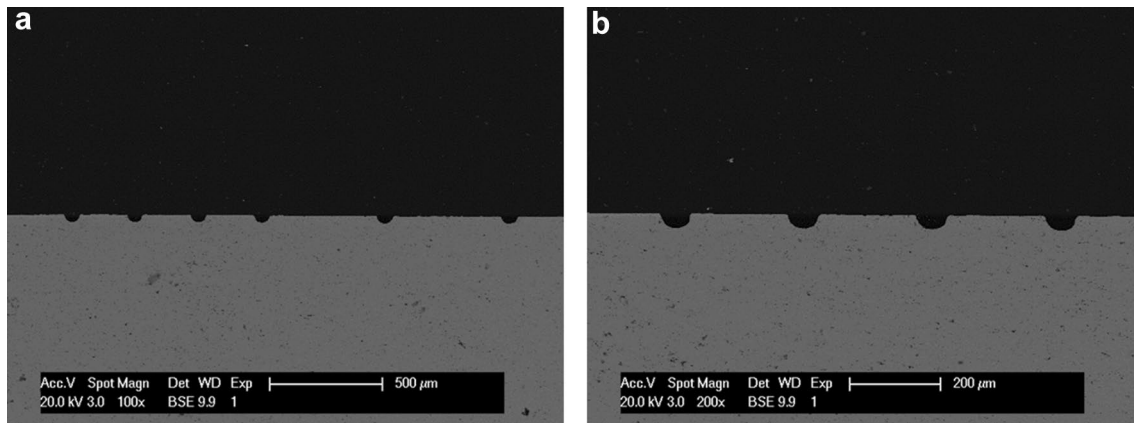 a
Acc.V Spot Magn Det WD Exp 500 µm
20.0 kV 3.0 100x BSE 9.9 1
b
Acc.V Spot Magn Det WD Exp 200 µm
20.0 kV 3.0 200x BSE 9.9 1